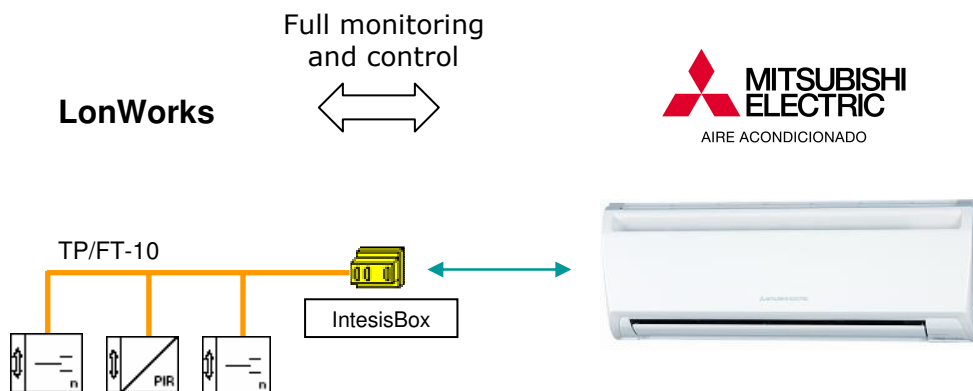 Full monitoring
and control
LonWorks
MITSUBISHI
ELECTRIC
AIRE ACONDICIONADO
TP/FT-10
IntesisBox
n
PIR
n